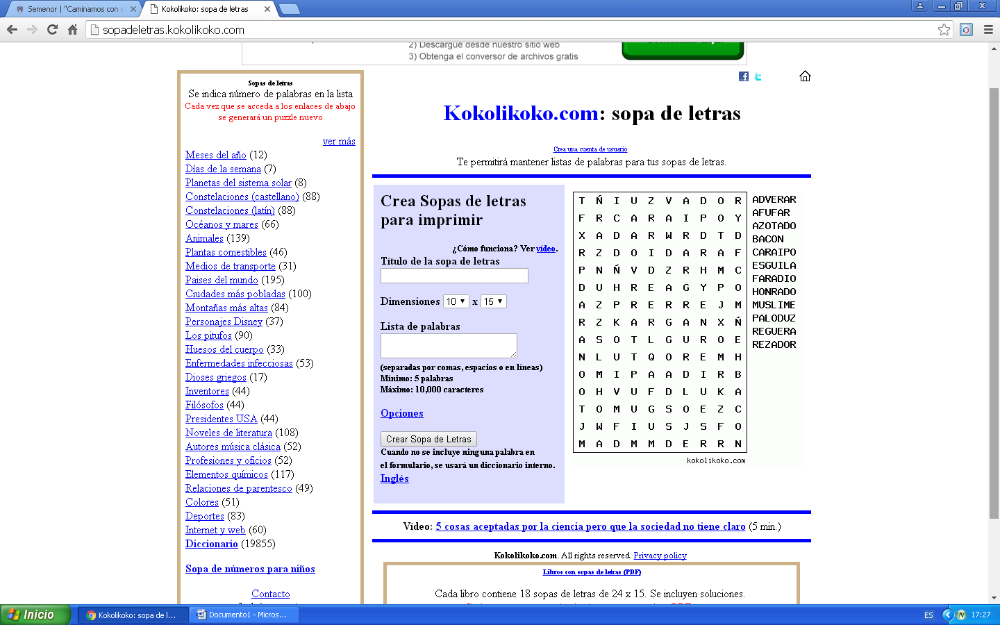 Semenor | "Caminamos con c
Kokolikoko: sopa de letras
sopadeletras.kokolikoko.com
2) Descargue desde nuestro sitio web
3) Obtenga el conversor de archivos gratis
Sopas de letras
Se indica número de palabras en la lista
Cada vez que se acceda a los enlaces de abajo
se generará un puzzle nuevo
ver más
Meses del año (12)
Días de la semana (7)
Planetas del sistema solar (8)
Constelaciones (castellano) (88)
Constelaciones (latín) (88)
Océanos y mares (66)
Animales (139)
Plantas comestibles (46)
Medios de transporte (31)
Paises del mundo (195)
Ciudades más pobladas (100)
Montañas más altas (84)
Personajes Disney (37)
Los pitufos (90)
Huesos del cuerpo (33)
Enfermedades infecciosas (53)
Dioses griegos (17)
Inventores (44)
Filósofos (44)
Presidentes USA (44)
Noveles de literatura (108)
Autores música clásica (52)
Profesiones y oficios (52)
Elementos químicos (117)
Relaciones de parentesco (49)
Colores (51)
Deportes (83)
Internet y web (60)
Diccionario (19855)
Sopa de números para niños
Contacto
Kokolikoko.com: sopa de letras
Crea una cuenta de usuario
Te permitirá mantener listas de palabras para tus sopas de letras.
Crea Sopas de letras
para imprimir
¿Cómo funciona? Ver vídeo.
Título de la sopa de letras
Dimensiones 10 x 15
Lista de palabras
(separadas por comas, espacios o en líneas)
Mínimo: 5 palabras
Máximo: 10,000 caracteres
Opciones
Crear Sopa de Letras
Cuando no se incluye ninguna palabra en
el formulario, se usará un diccionario interno.
Inglés
T Ñ I U Z V A D O R
F R C A R A I P O Y
X A D A R W R D T D
R Z D O I D A R A F
P N Ñ V D Z R H M C
D U H R E A G Y P O
A Z P R E R R E J M
R Z K A R G A N X Ñ
A S O T L G U R O E
N L U T Q O R E M H
O M I P A A D I R B
O H V U F D L U K A
T O M U G S O E Z C
J W F I U S J S F O
M A D M M D E R R N
kokolikoko.com
ADVERAR
AFUFAR
AZOTADO
BACON
CARAIPO
ESGUILA
FARADIO
HONRADO
MUSLIME
PALODUZ
REGUERA
REZADOR
Vídeo: 5 cosas aceptadas por la ciencia pero que la sociedad no tiene claro (5 min.)
Kokolikoko.com. All rights reserved. Privacy policy
Libros con sopas de letras (PDF)
Cada libro contiene 18 sopas de letras de 24 x 15. Se incluyen soluciones.
Inicio
Kokolikoko: sopa de l...
Documento1 - Micros...
ES
17:27